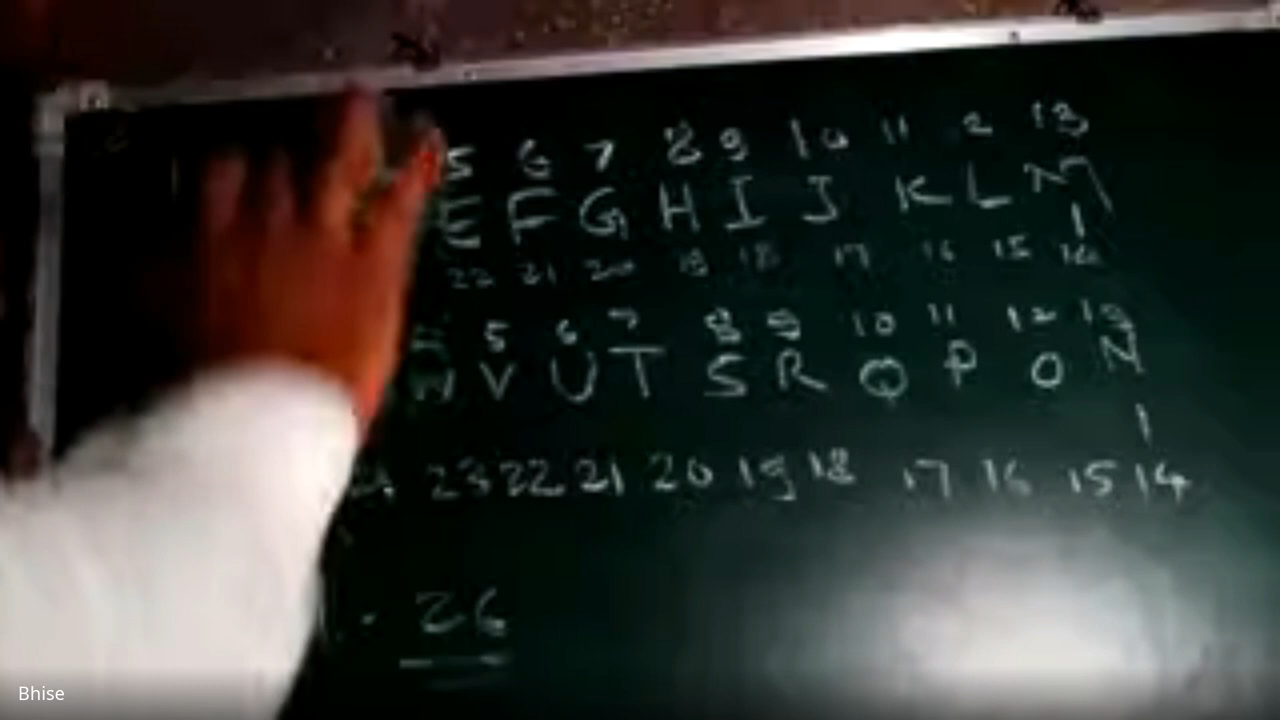 5 6 7 8 9 10 11 2 13
E F G H I J K L M
22 21 20 19 18 17 16 15 14
5 6 7 8 9 10 11 12 13
W V U T S R Q P O N
23 22 21 20 19 18 17 16 15 14
26
Bhise